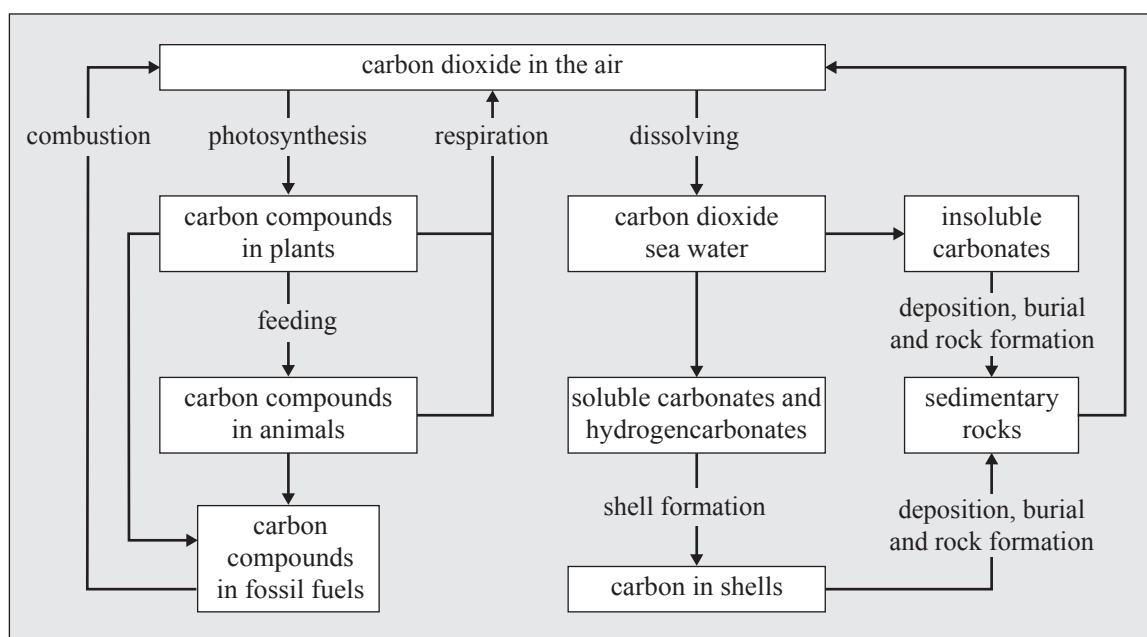 carbon dioxide in the air
combustion
photosynthesis
respiration
dissolving
carbon compounds
in plants
carbon dioxide
sea water
insoluble
carbonates
feeding
deposition, burial
and rock formation
carbon compounds
in animals
soluble carbonates and
hydrogencarbonates
sedimentary
rocks
shell formation
deposition, burial
and rock formation
carbon
compounds
in fossil fuels
carbon in shells